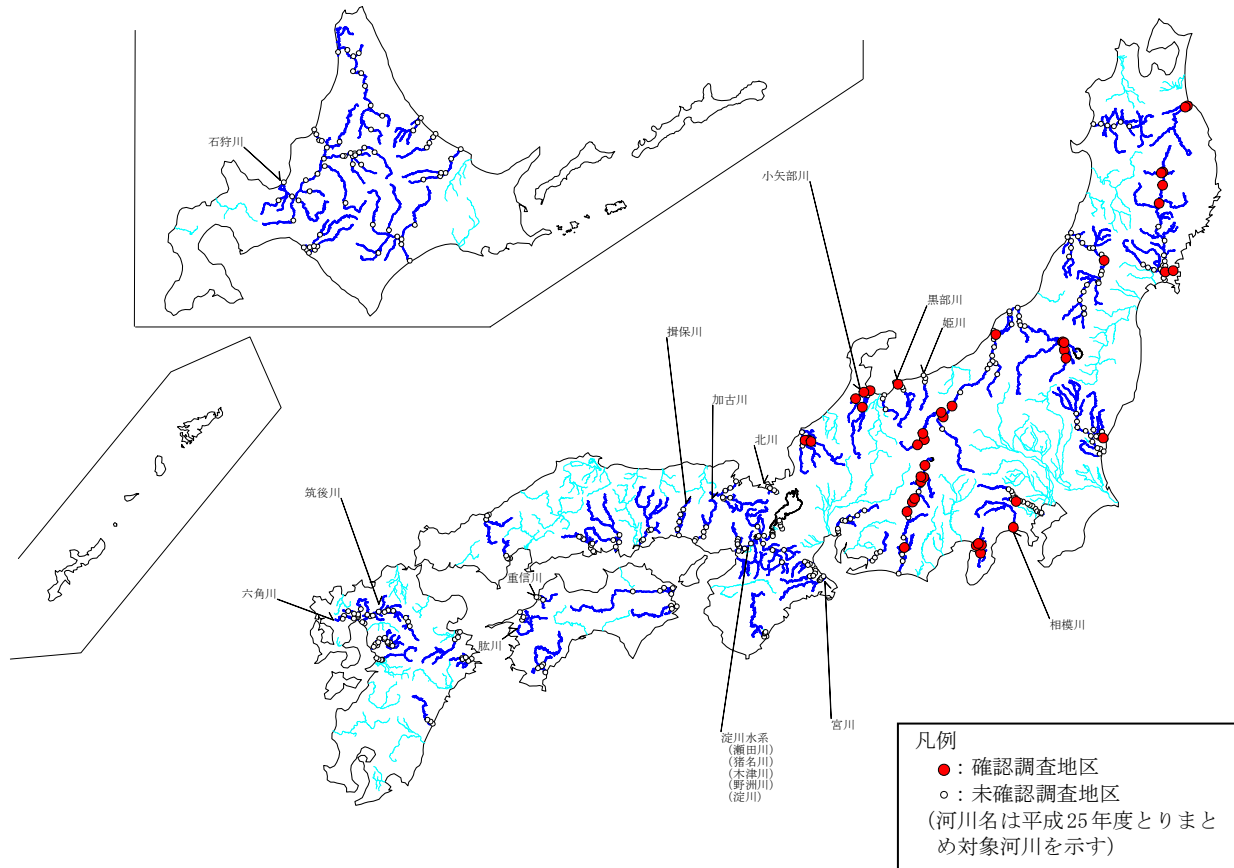 石狩川
小矢部川
黒部川
姫川
揖保川
加古川
北川
筑後川
重信川
六角川
肱川
相模川
宮川
淀川水系
(瀬田川)
(猪名川)
(木津川)
(野洲川)
(淀川)
凡例
●：確認調査地区
○：未確認調査地区
(河川名は平成25年度とりまと
め対象河川を示す)